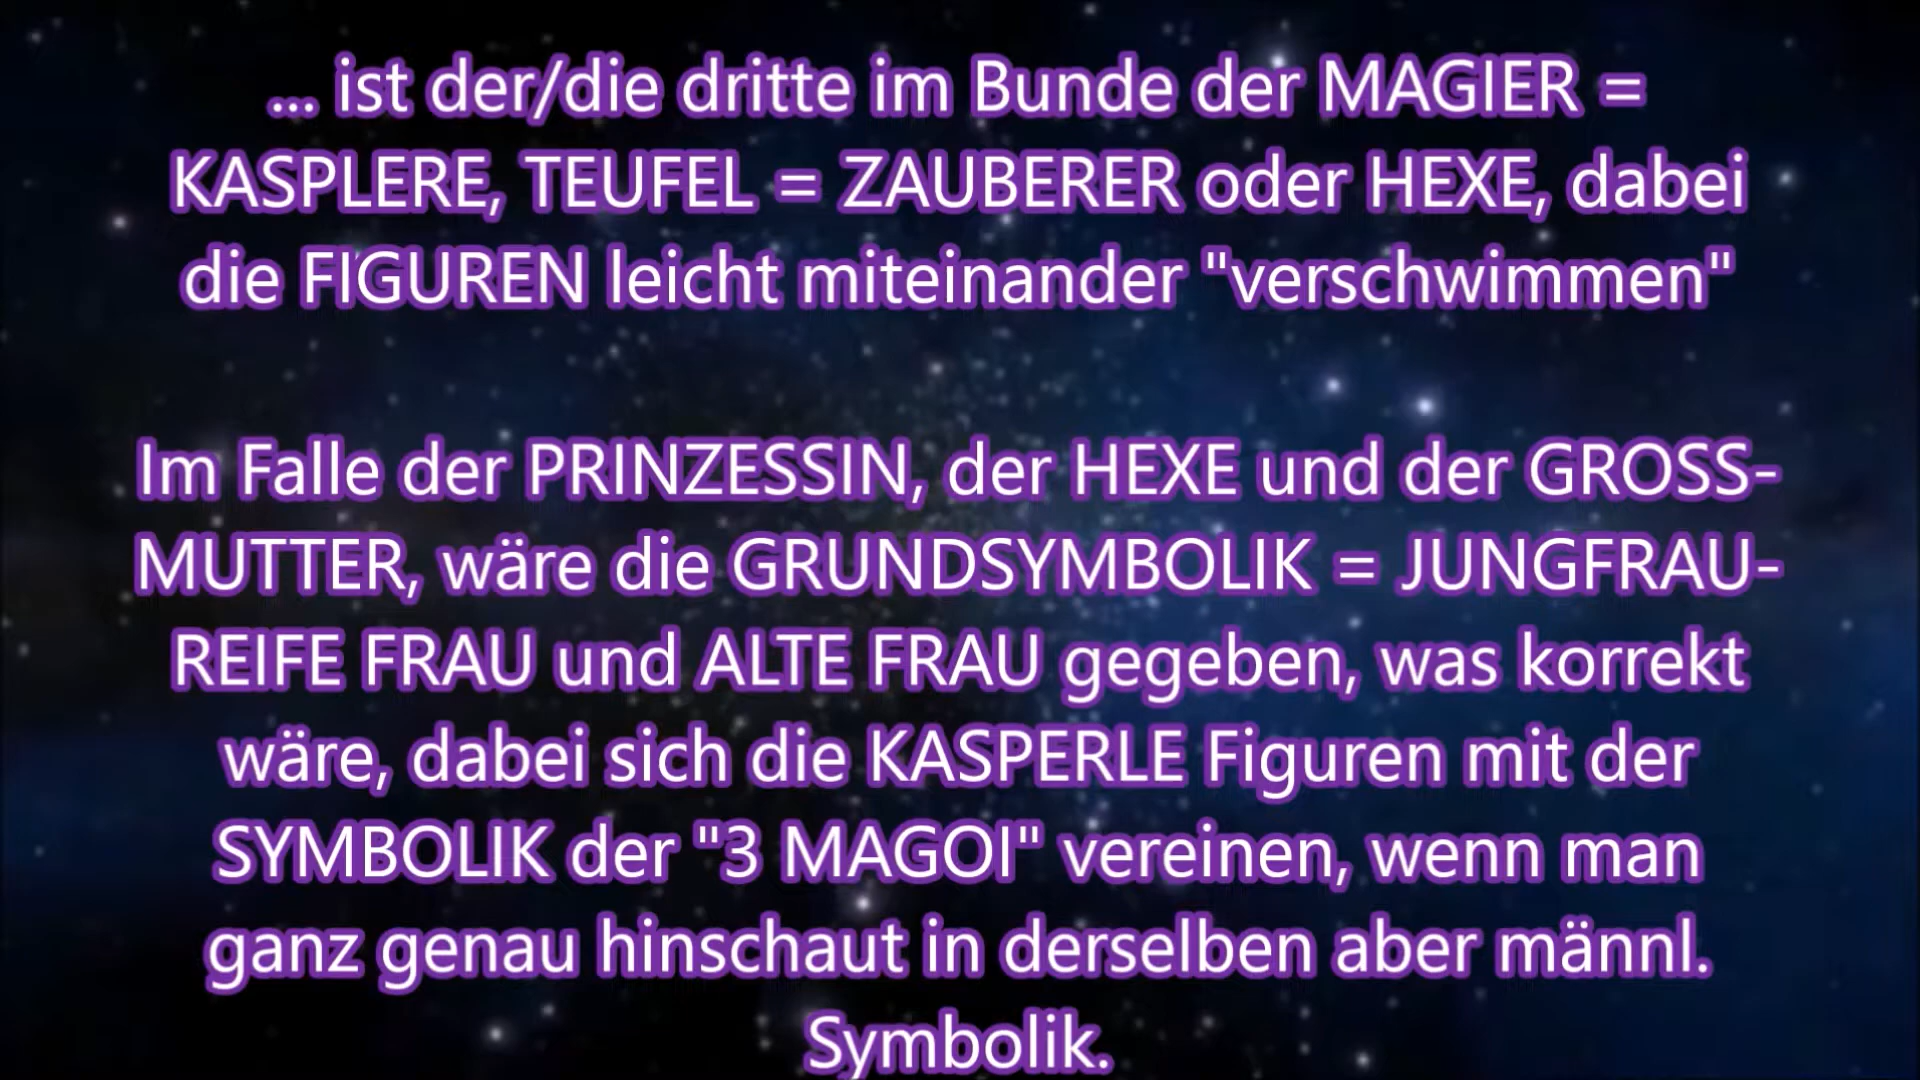 ... ist der/die dritte im Bunde der MAGIER =
KASPLERE, TEUFEL = ZAUBERER oder HEXE, dabei
die FIGUREN leicht miteinander "verschwimmen"
Im Falle der PRINZESSIN, der HEXE und der GROSS-
MUTTER, wäre die GRUNDSYMBOLIK = JUNGFRAU-
REIFE FRAU und ALTE FRAU gegeben, was korrekt
wäre, dabei sich die KASPERLE Figuren mit der
SYMBOLIK der "3 MAGOI" vereinen, wenn man
ganz genau hinschaut in derselben aber männl.
Symbolik.